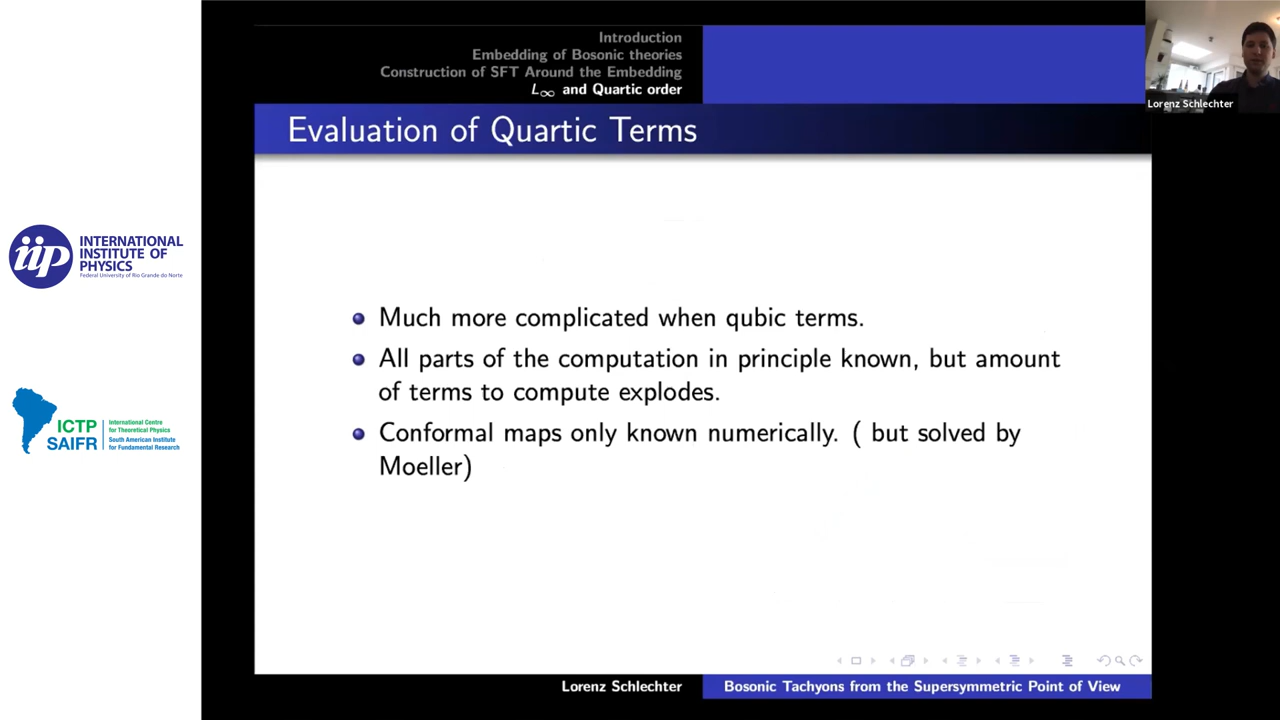 Introduction
Embedding of Bosonic theories
Construction of SFT Around the Embedding
L∞ and Quartic order
Lorenz Schlechter
Evaluation of Quartic Terms
iip
INTERNATIONAL
INSTITUTE OF
PHYSICS
Federal University of Rio Grande do Norte
Much more complicated when qubic terms.
All parts of the computation in principle known, but amount
of terms to compute explodes.
Conformal maps only known numerically. ( but solved by
Moeller)
ICTP
SAIFR
International Centre
for Theoretical Physics
South American Institute
for Fundamental Research
Lorenz Schlechter
Bosonic Tachyons from the Supersymmetric Point of View